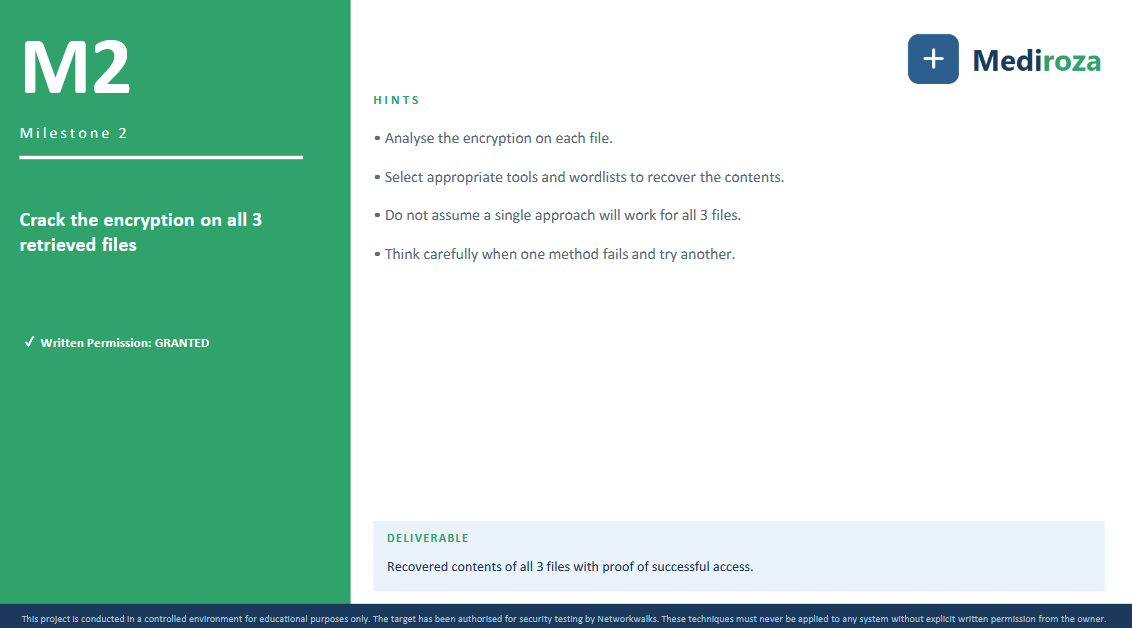 M2
Milestone 2
Crack the encryption on all 3
retrieved files
✓ Written Permission: GRANTED
Mediroza
HINTS
• Analyse the encryption on each file.
• Select appropriate tools and wordlists to recover the contents.
• Do not assume a single approach will work for all 3 files.
• Think carefully when one method fails and try another.
DELIVERABLE
Recovered contents of all 3 files with proof of successful access.
This project is conducted in a controlled environment for educational purposes only. The target has been authorised for security testing by Networkwalks. These techniques must never be applied to any system without explicit written permission from the owner.